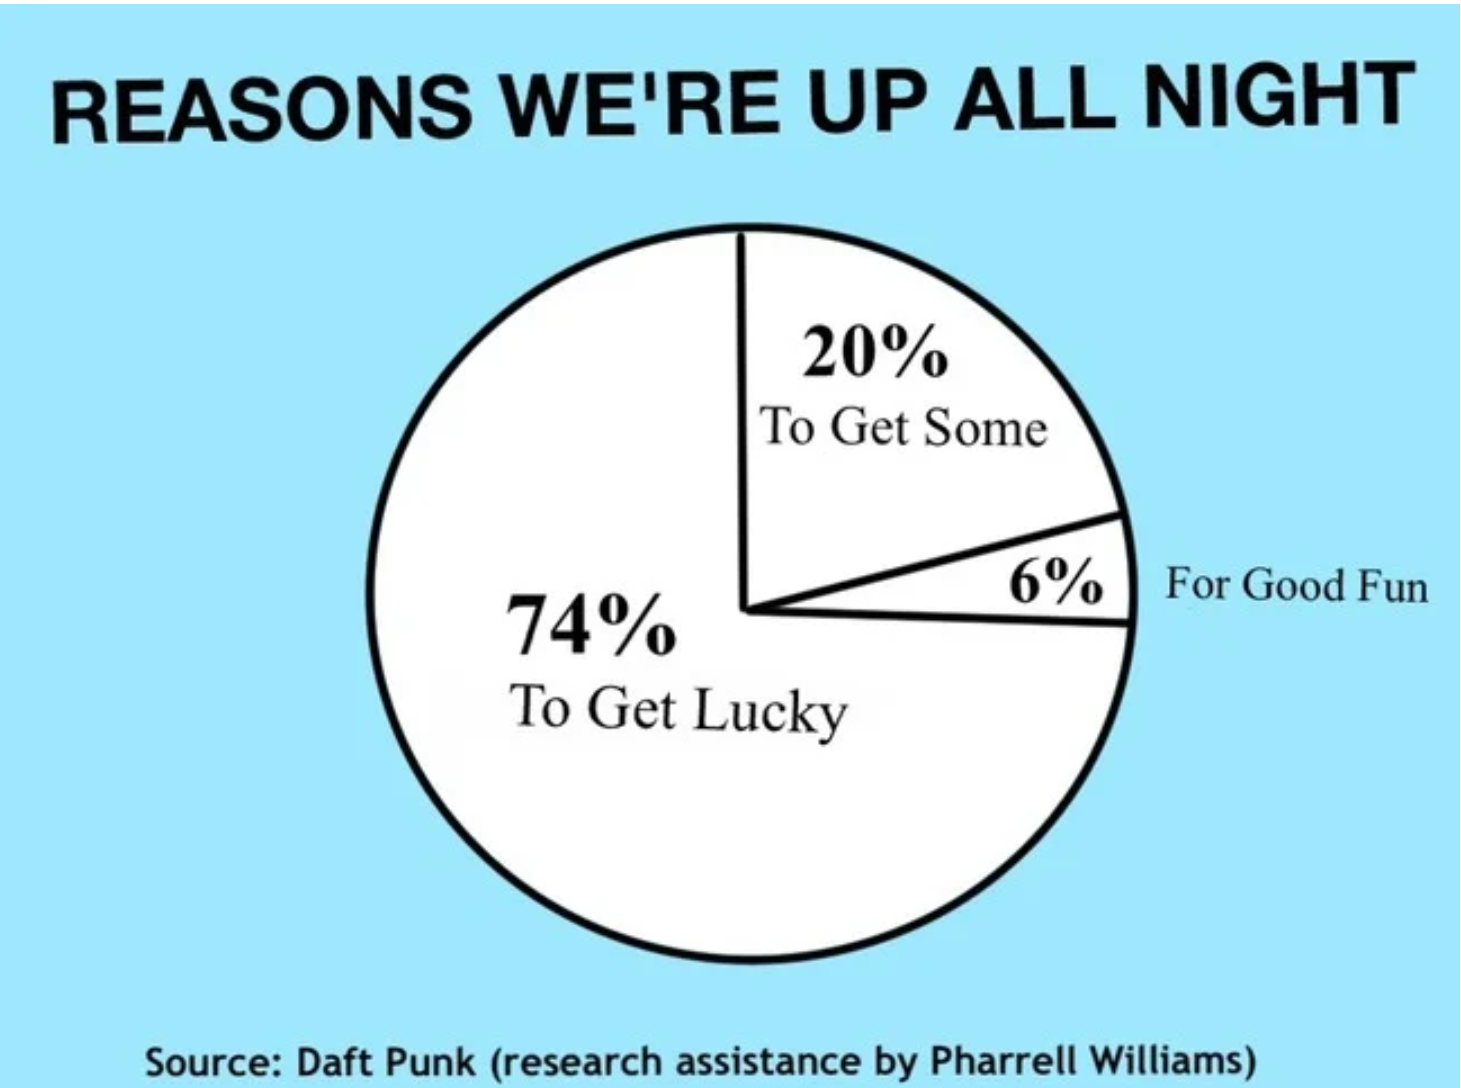 REASONS WE'RE UP ALL NIGHT
20%
To Get Some
6%
For Good Fun
74%
To Get Lucky
Source: Daft Punk (research assistance by Pharrell Williams)